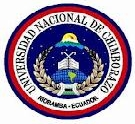 UNIVERSIDAD NACIONAL DE CHIMBORAZO
RIOBAMBA - ECUADOR